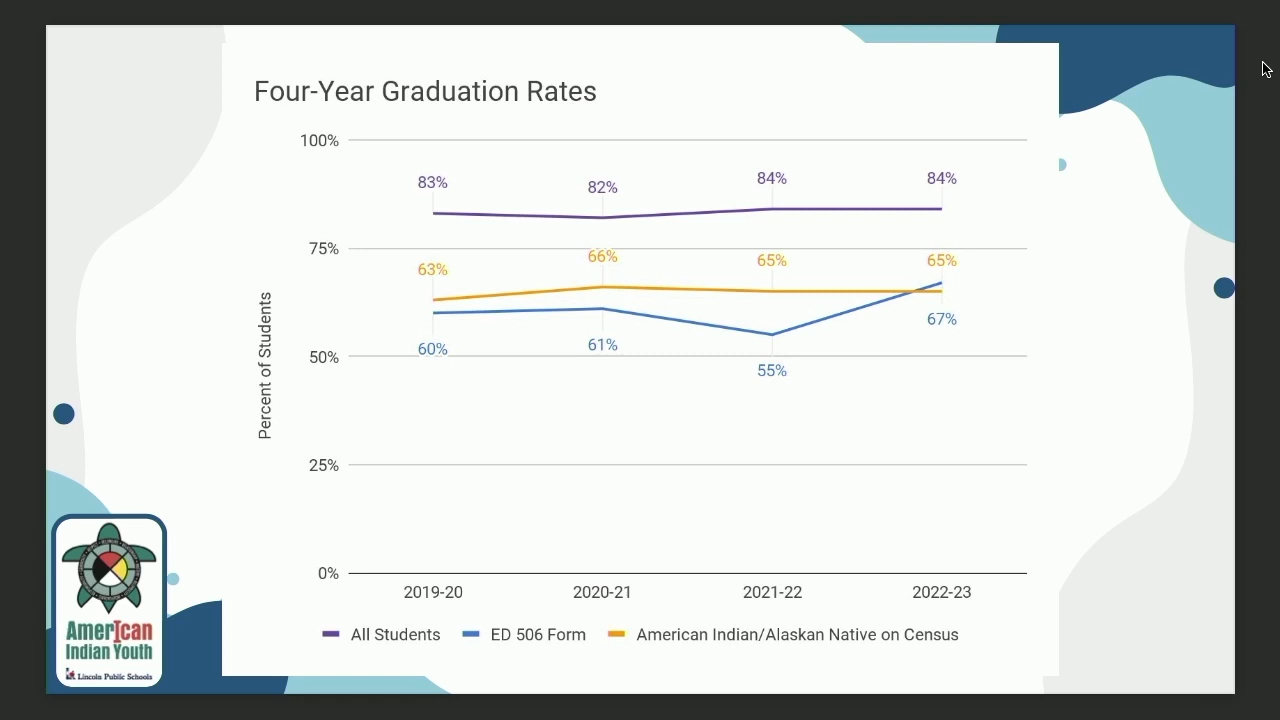 Four-Year Graduation Rates
100%
83%
82%
84%
84%
75%
63%
66%
65%
65%
67%
60%
61%
55%
50%
25%
0%
Percent of Students
2019-20
2020-21
2021-22
2022-23
All Students
ED 506 Form
American Indian/Alaskan Native on Census
AmerIcan
Indian Youth
Lincoln Public Schools